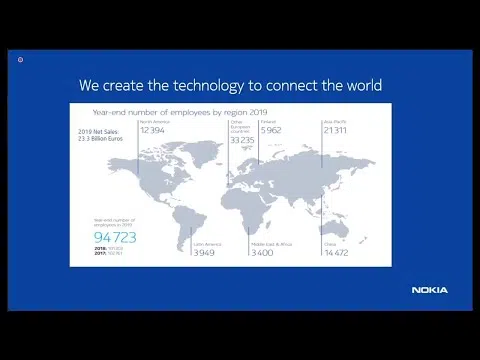 We create the technology to connect the world
Year-end number of employees by region 2019
2019 Net Sales:
23.3 Billion Euros
North America
12 394
Other
European
countries
33 235
Finland
5 962
Asia-Pacific
21 311
Year-end number of
employees in 2019
94 723
2018:
2017:
Latin America
3 949
Middle East & Africa
3 400
China
14 472
NOKIA